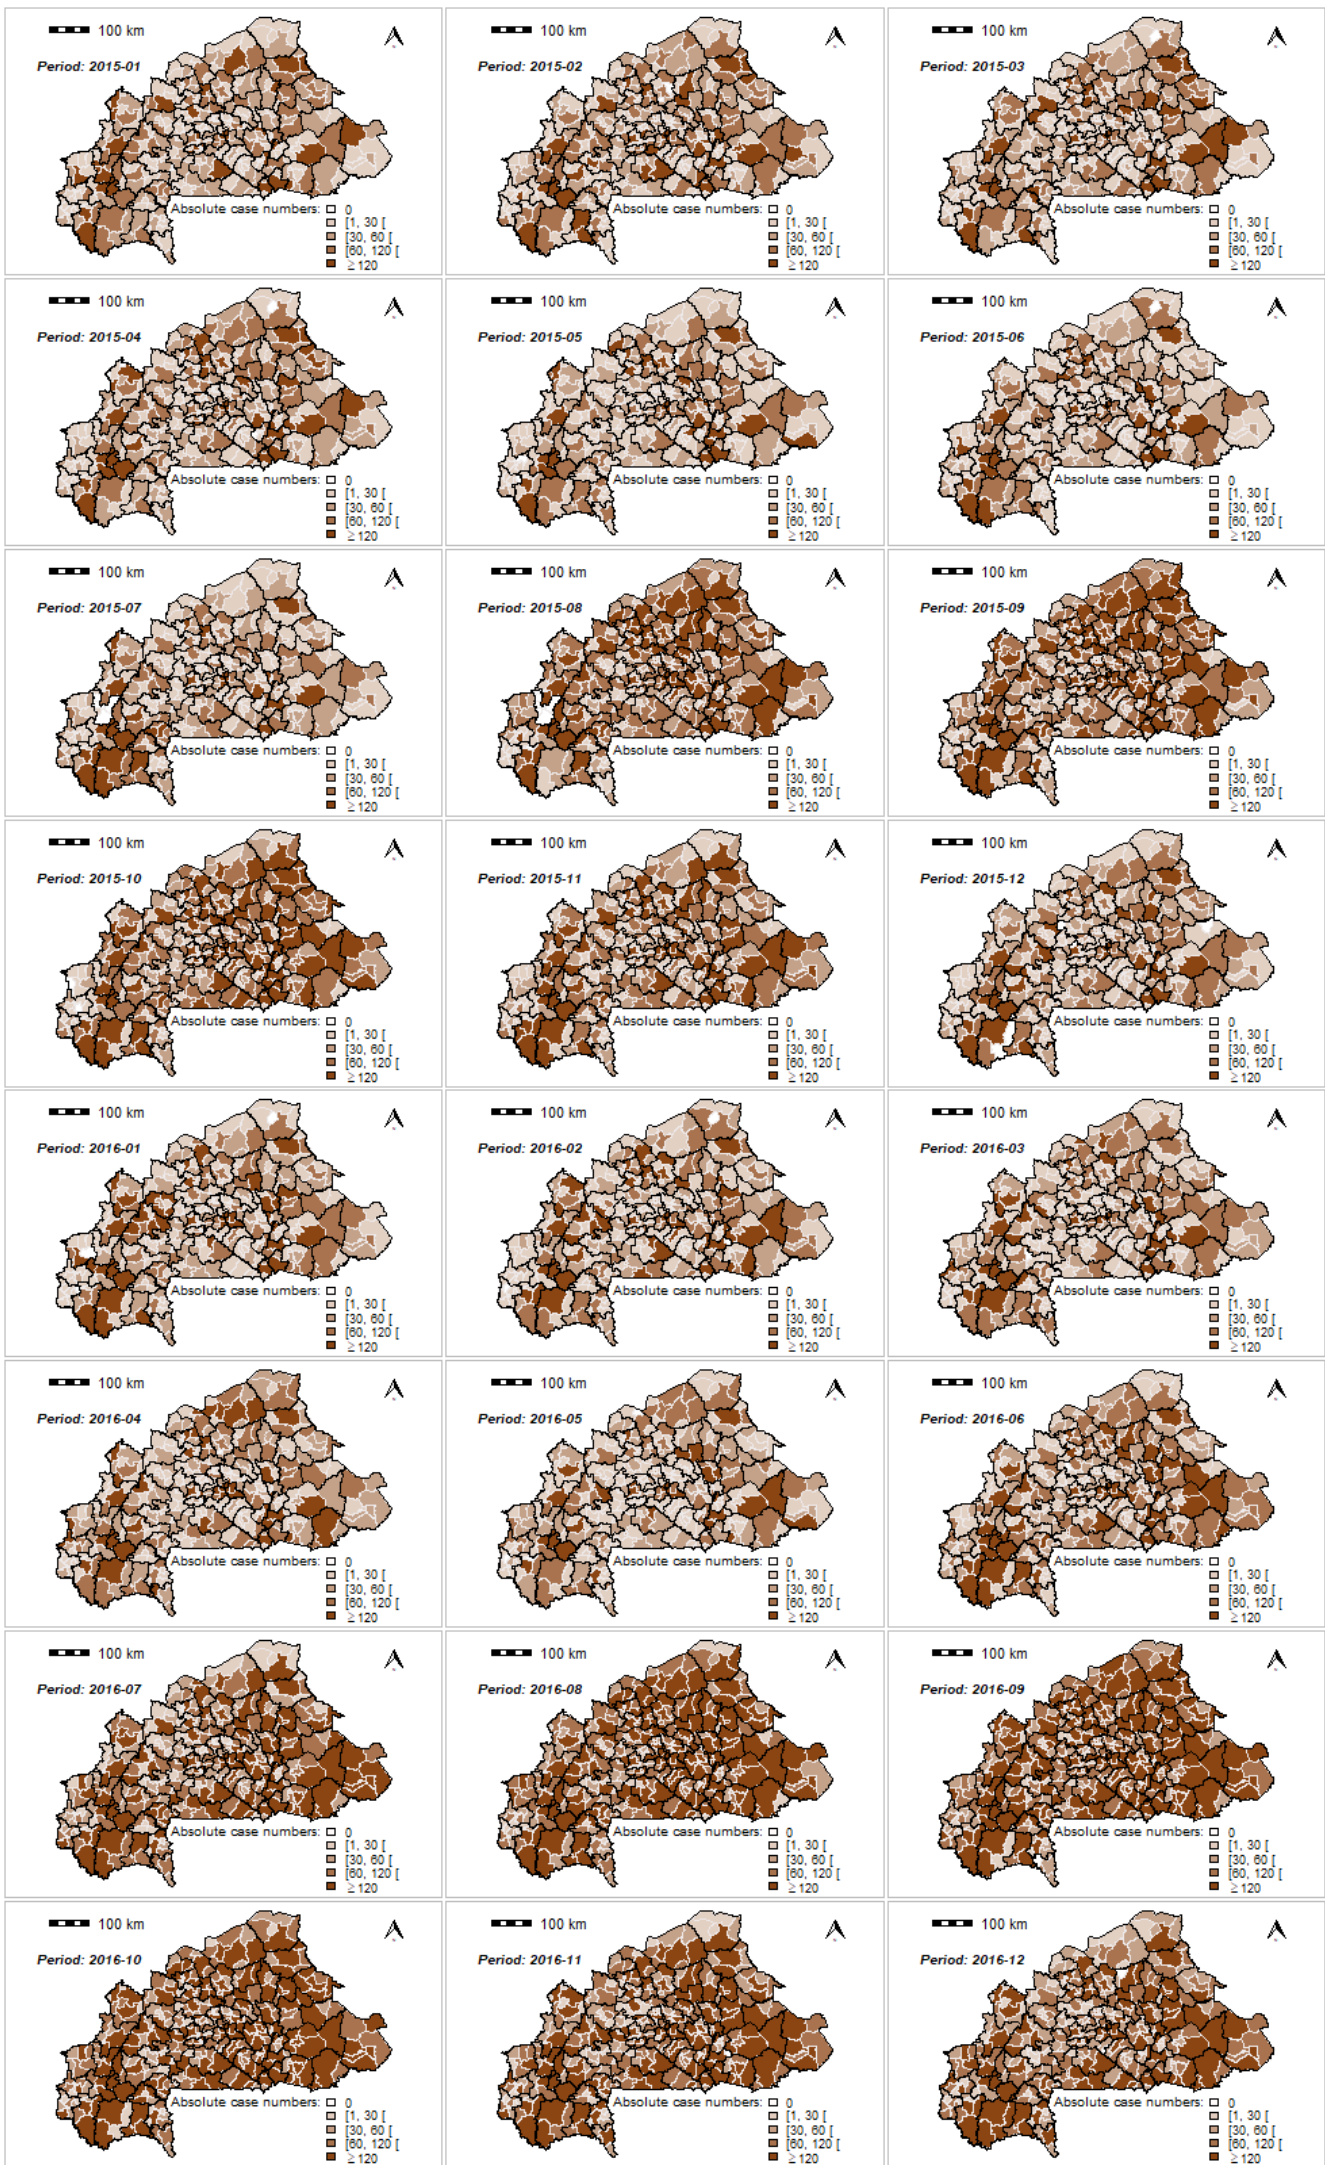 100 km
Period: 2015-01
Absolute case numbers: 0
[1, 30 [
[30, 60 [
[60, 120 [
≥ 120
100 km
Period: 2015-02
Absolute case numbers: 0
[1, 30 [
[30, 60 [
[60, 120 [
≥ 120
100 km
Period: 2015-03
Absolute case numbers: 0
[1, 30 [
[30, 60 [
[60, 120 [
≥ 120
100 km
Period: 2015-04
Absolute case numbers: 0
[1, 30 [
[30, 60 [
[60, 120 [
≥ 120
100 km
Period: 2015-05
Absolute case numbers: 0
[1, 30 [
[30, 60 [
[60, 120 [
≥ 120
100 km
Period: 2015-06
Absolute case numbers: 0
[1, 30 [
[30, 60 [
[60, 120 [
≥ 120
100 km
Period: 2015-07
Absolute case numbers: 0
[1, 30 [
[30, 60 [
[60, 120 [
≥ 120
100 km
Period: 2015-08
Absolute case numbers: 0
[1, 30 [
[30, 60 [
[60, 120 [
≥ 120
100 km
Period: 2015-09
Absolute case numbers: 0
[1, 30 [
[30, 60 [
[60, 120 [
≥ 120
100 km
Period: 2015-10
Absolute case numbers: 0
[1, 30 [
[30, 60 [
[60, 120 [
≥ 120
100 km
Period: 2015-11
Absolute case numbers: 0
[1, 30 [
[30, 60 [
[60, 120 [
≥ 120
100 km
Period: 2015-12
Absolute case numbers: 0
[1, 30 [
[30, 60 [
[60, 120 [
≥ 120
100 km
Period: 2016-01
Absolute case numbers: 0
[1, 30 [
[30, 60 [
[60, 120 [
≥ 120
100 km
Period: 2016-02
Absolute case numbers: 0
[1, 30 [
[30, 60 [
[60, 120 [
≥ 120
100 km
Period: 2016-03
Absolute case numbers: 0
[1, 30 [
[30, 60 [
[60, 120 [
≥ 120
100 km
Period: 2016-04
Absolute case numbers: 0
[1, 30 [
[30, 60 [
[60, 120 [
≥ 120
100 km
Period: 2016-05
Absolute case numbers: 0
[1, 30 [
[30, 60 [
[60, 120 [
≥ 120
100 km
Period: 2016-06
Absolute case numbers: 0
[1, 30 [
[30, 60 [
[60, 120 [
≥ 120
100 km
Period: 2016-07
Absolute case numbers: 0
[1, 30 [
[30, 60 [
[60, 120 [
≥ 120
100 km
Period: 2016-08
Absolute case numbers: 0
[1, 30 [
[30, 60 [
[60, 120 [
≥ 120
100 km
Period: 2016-09
Absolute case numbers: 0
[1, 30 [
[30, 60 [
[60, 120 [
≥ 120
100 km
Period: 2016-10
Absolute case numbers: 0
[1, 30 [
[30, 60 [
[60, 120 [
≥ 120
100 km
Period: 2016-11
Absolute case numbers: 0
[1, 30 [
[30, 60 [
[60, 120 [
≥ 120
100 km
Period: 2016-12
Absolute case numbers: 0
[1, 30 [
[30, 60 [
[60, 120 [
≥ 120